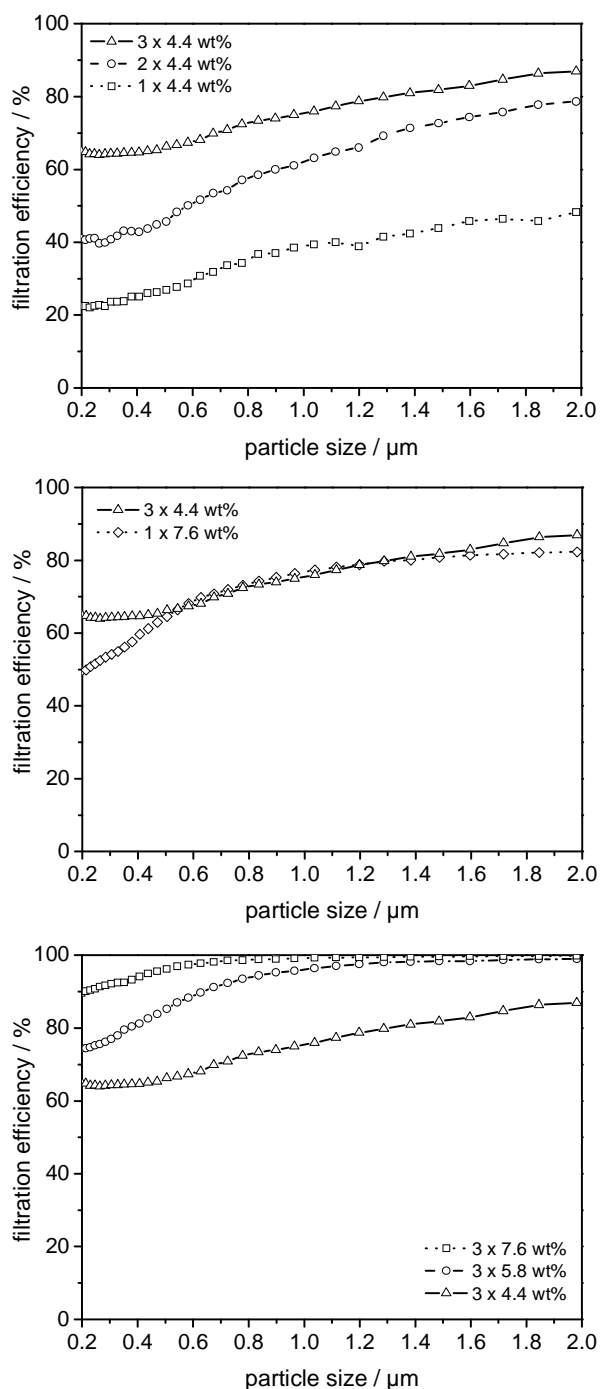 100
3 x 4.4 wt%
2 x 4.4 wt%
1 x 4.4 wt%
80
60
40
20
0
filtration efficiency / %
0.2 0.4 0.6 0.8 1.0 1.2 1.4 1.6 1.8 2.0
particle size / µm
100
3 x 4.4 wt%
1 x 7.6 wt%
80
60
40
20
0
filtration efficiency / %
0.2 0.4 0.6 0.8 1.0 1.2 1.4 1.6 1.8 2.0
particle size / µm
100
80
60
40
20
0
filtration efficiency / %
3 x 7.6 wt%
3 x 5.8 wt%
3 x 4.4 wt%
0.2 0.4 0.6 0.8 1.0 1.2 1.4 1.6 1.8 2.0
particle size / µm